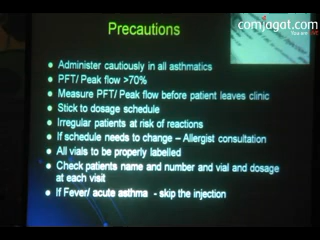 comjagat.com
You are
Precautions
Administer cautiously in all asthmatics
PFT/ Peak flow >70%
Measure PFT/ Peak flow before patient leaves clinic
Stick to dosage schedule
Irregular patients at risk of reactions
If schedule needs to change – Allergist consultation
All vials to be properly labelled
Check patients name and number and vial and dosage
at each visit
If Fever/ acute asthma - skip the injection